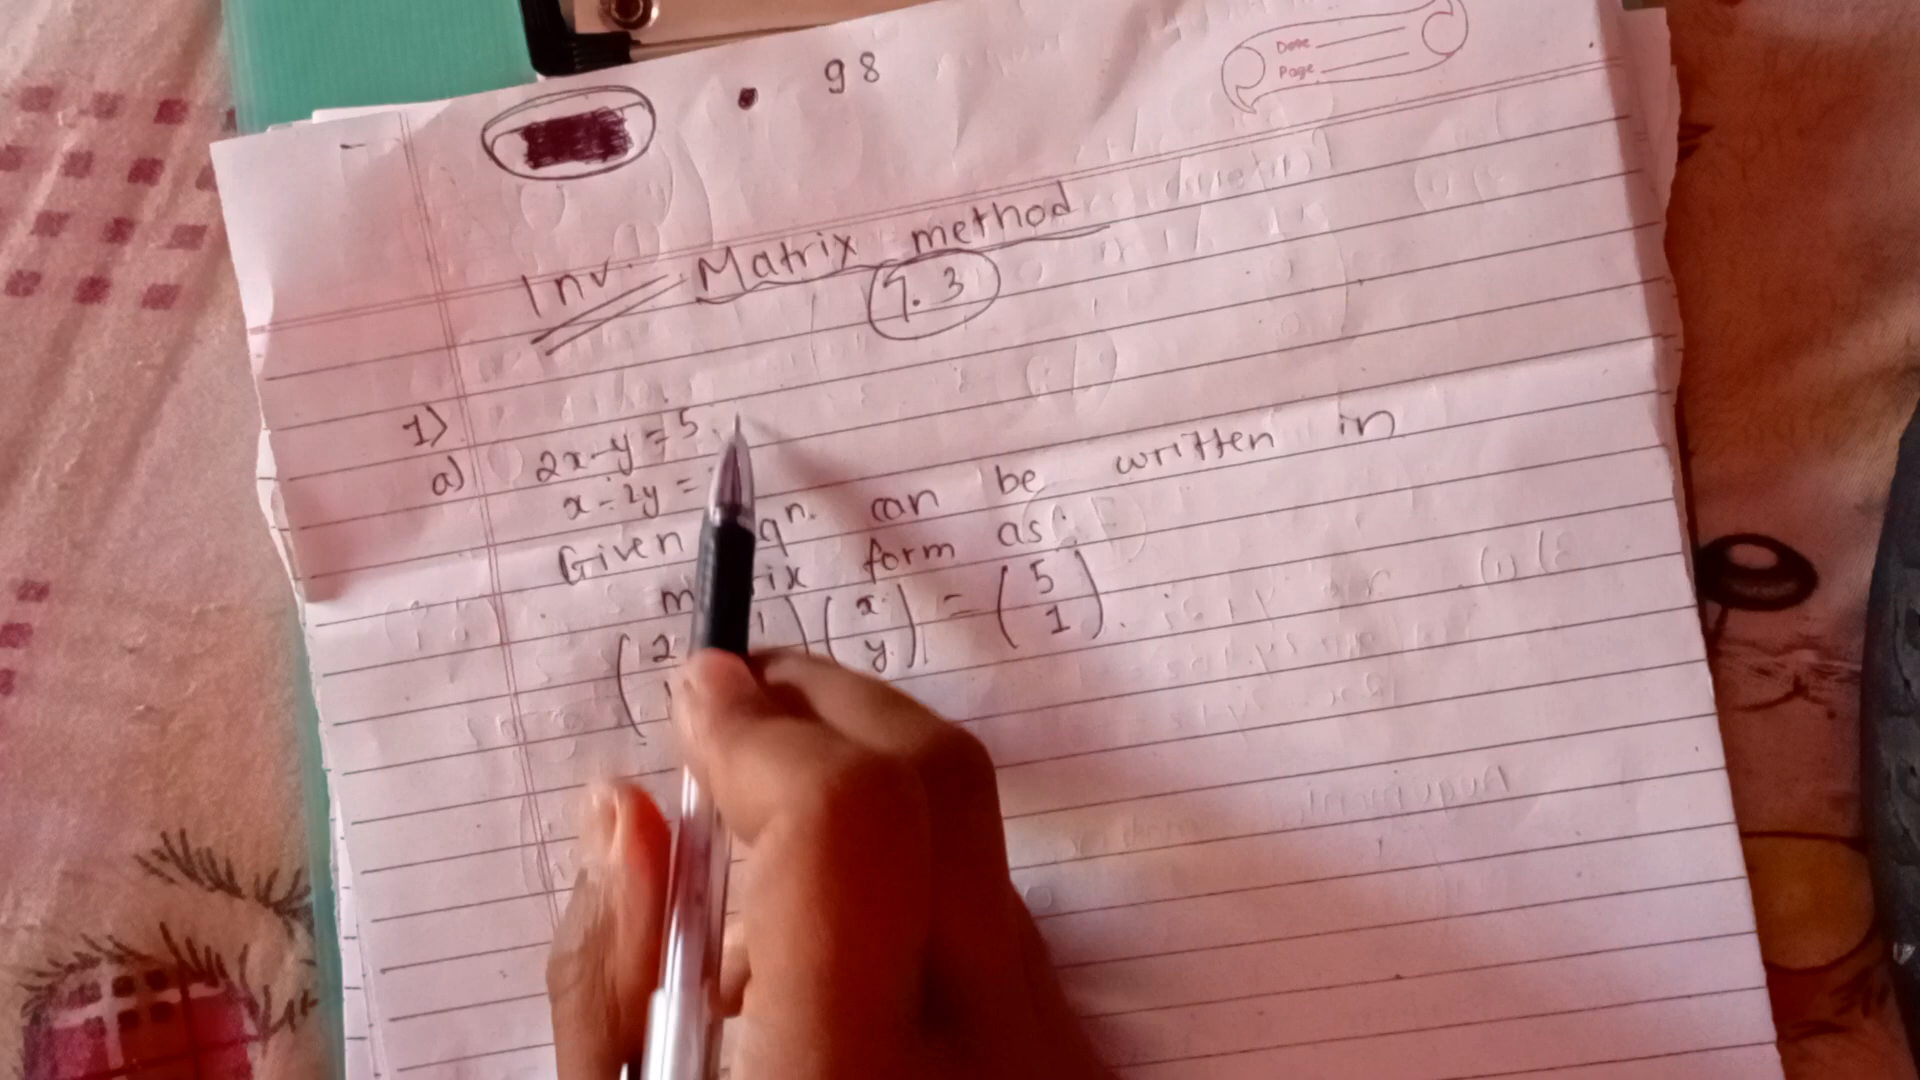 98
Date
Page
Inv. Matrix method
7.3
1)
a) 2x-y=5
x-2y=
Given can be written in
form as:
(2 (x = (5
y) 1).